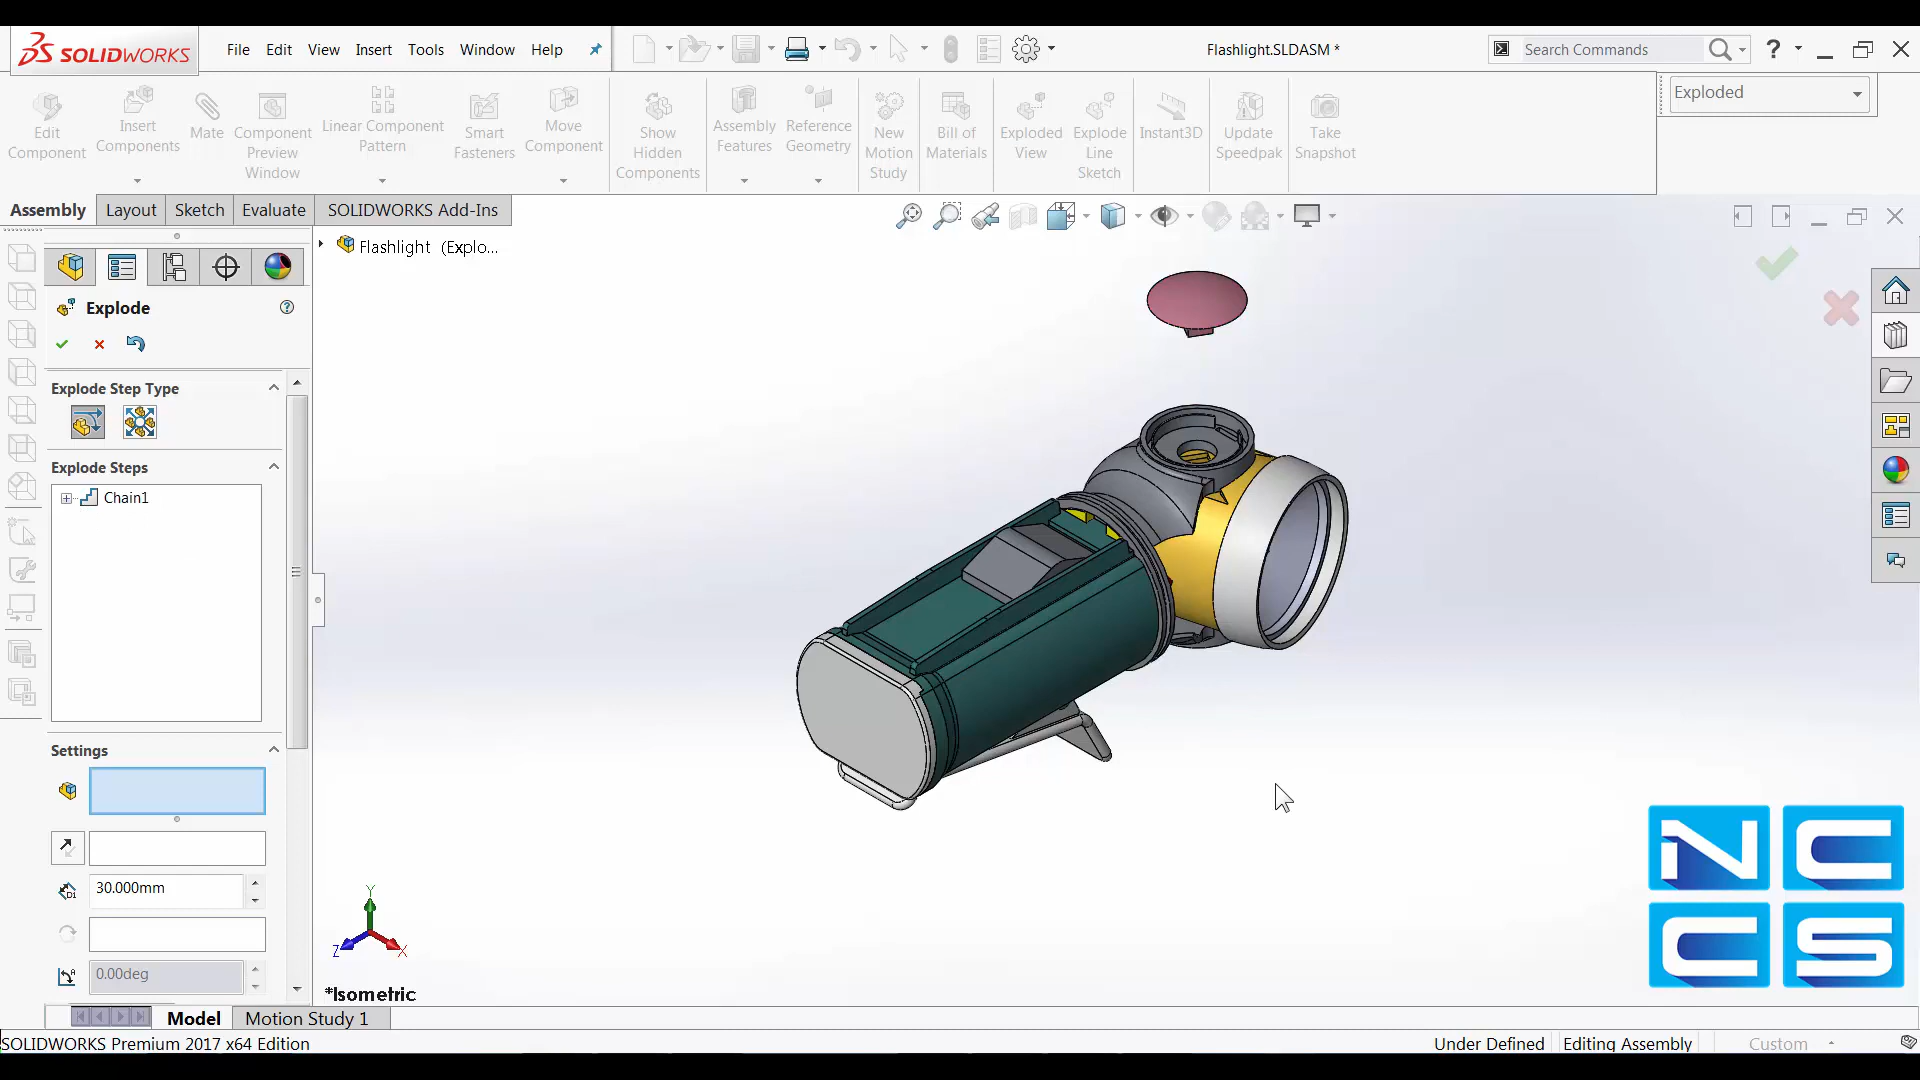 SOLIDWORKS File Edit View Insert Tools Window Help Flashlight.SLDASM * Search Commands ?
Exploded
Edit Component
Insert Components
Mate
Component Preview Window
Linear Component Pattern
Smart Fasteners
Move Component
Show Hidden Components
Assembly Features
Reference Geometry
New Motion Study
Bill of Materials
Exploded View
Explode Line Sketch
Instant3D
Update Speedpak
Take Snapshot
Assembly Layout Sketch Evaluate SOLIDWORKS Add-Ins
Flashlight (Explo...
Explode
Explode Step Type
Explode Steps
Chain1
Settings
30.000mm
0.00deg
Y
Z X
*Isometric
N C
C S
Model Motion Study 1
SOLIDWORKS Premium 2017 x64 Edition Under Defined Editing Assembly Custom